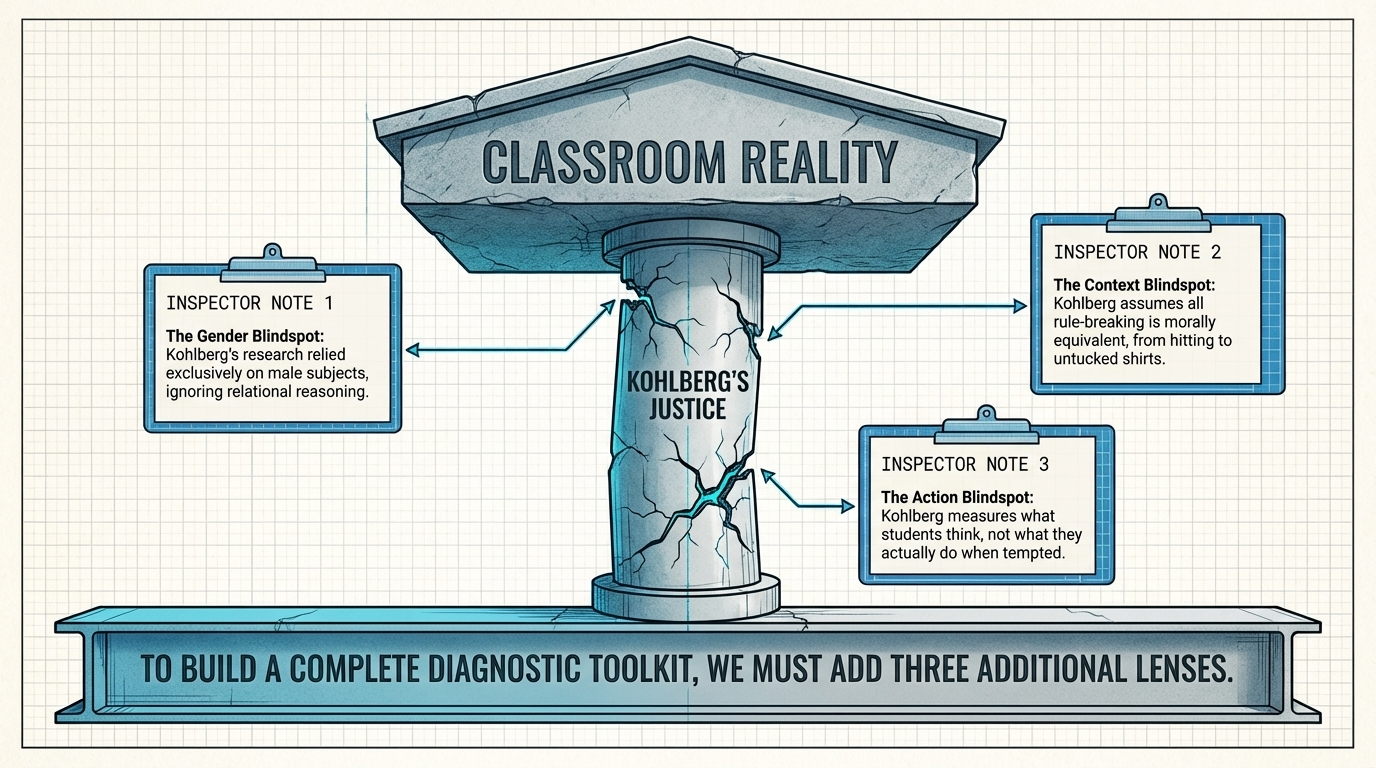 CLASSROOM REALITY
INSPECTOR NOTE 1
The Gender Blindspot:
Kohlberg's research relied
exclusively on male subjects,
ignoring relational reasoning.
INSPECTOR NOTE 2
The Context Blindspot:
Kohlberg assumes all
rule-breaking is morally
equivalent, from hitting to
untucked shirts.
KOHLBERG'S
JUSTICE
INSPECTOR NOTE 3
The Action Blindspot:
Kohlberg measures what
students think, not what they
actually do when tempted.
TO BUILD A COMPLETE DIAGNOSTIC TOOLKIT, WE MUST ADD THREE ADDITIONAL LENSES.